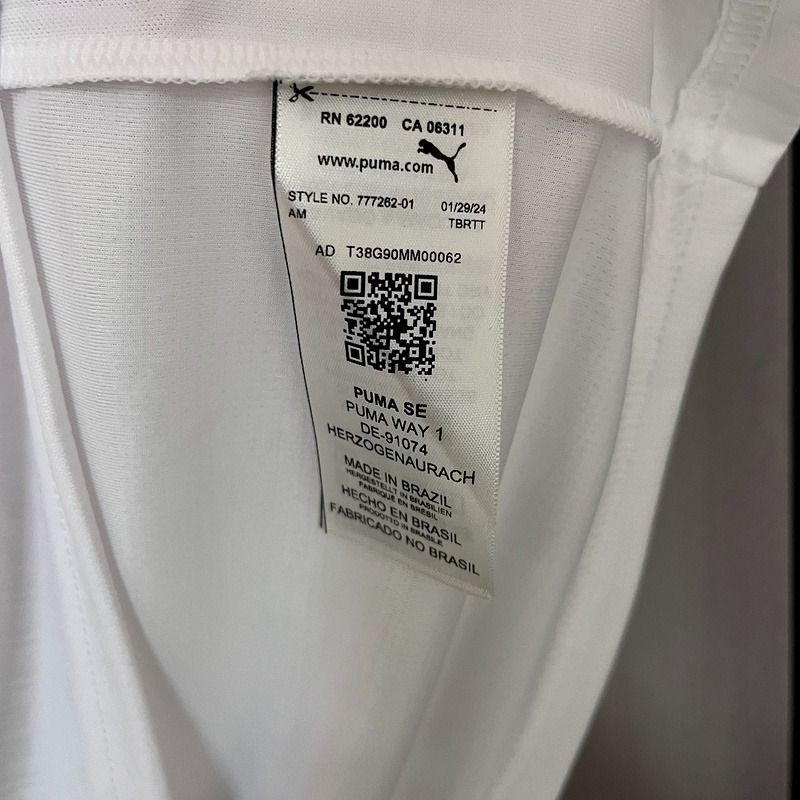 RN 62200 CA 06311
www.puma.com
STYLE NO. 777262-01 01/29/24
AM TBRTT
AD T38G90MM00062
PUMA SE
PUMA WAY 1
DE-91074
HERZOGENAURACH
MADE IN BRAZIL
HERGESTELLT IN BRASILIEN
FABRIQUÉ EN BRÉSIL
HECHO EN BRASIL
PRODOTTO IN BRASILE
FABRICADO NO BRASIL